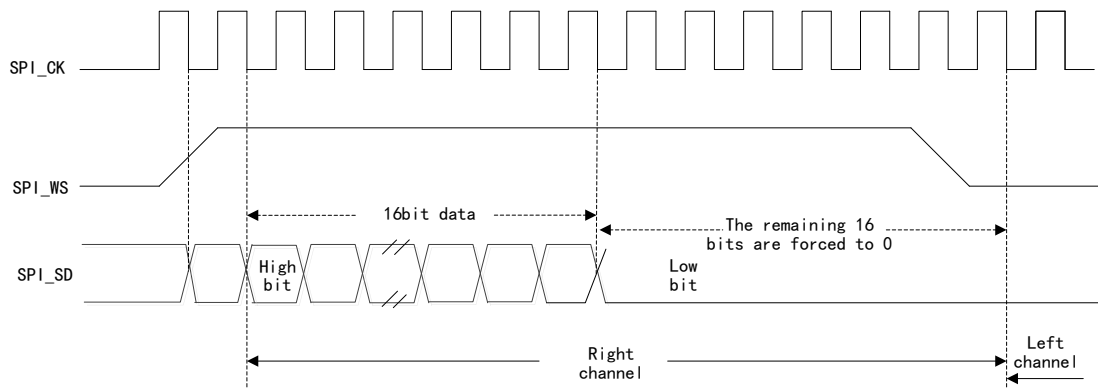 SPI_CK
SPI_WS
16bit data
The remaining 16
bits are forced to 0
SPI_SD
High
bit
Low
bit
Right
channel
Left
channel